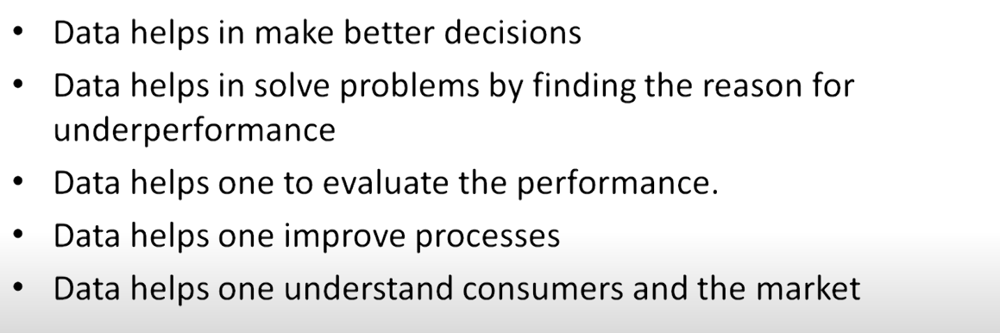 • Data helps in make better decisions
• Data helps in solve problems by finding the reason for
underperformance
• Data helps one to evaluate the performance.
• Data helps one improve processes
• Data helps one understand consumers and the market